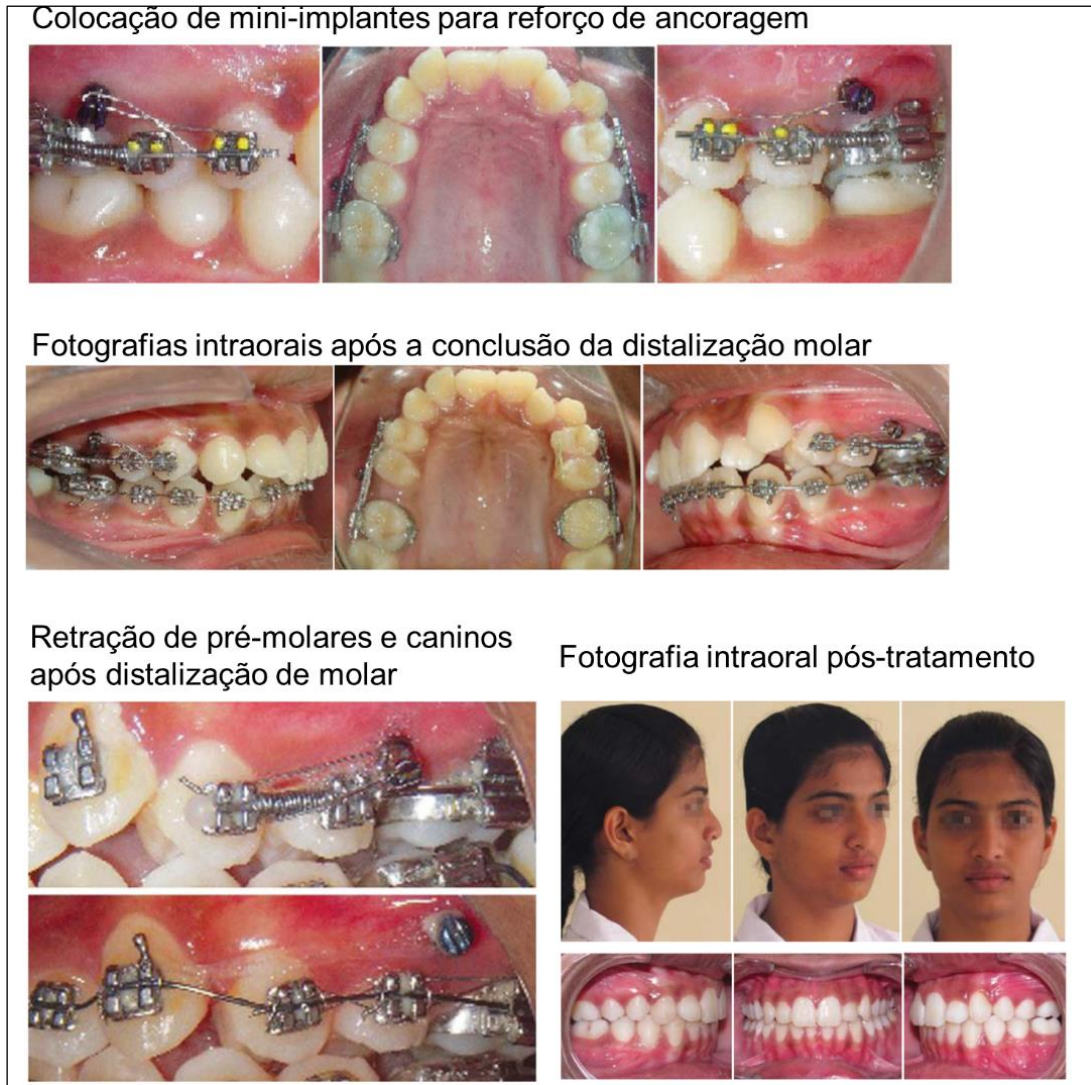 Colocação de mini-implantes para reforço de ancoragem
Fotografias intraorais após a conclusão da distalização molar
Retração de pré-molares e caninos
após distalização de molar
Fotografia intraoral pós-tratamento